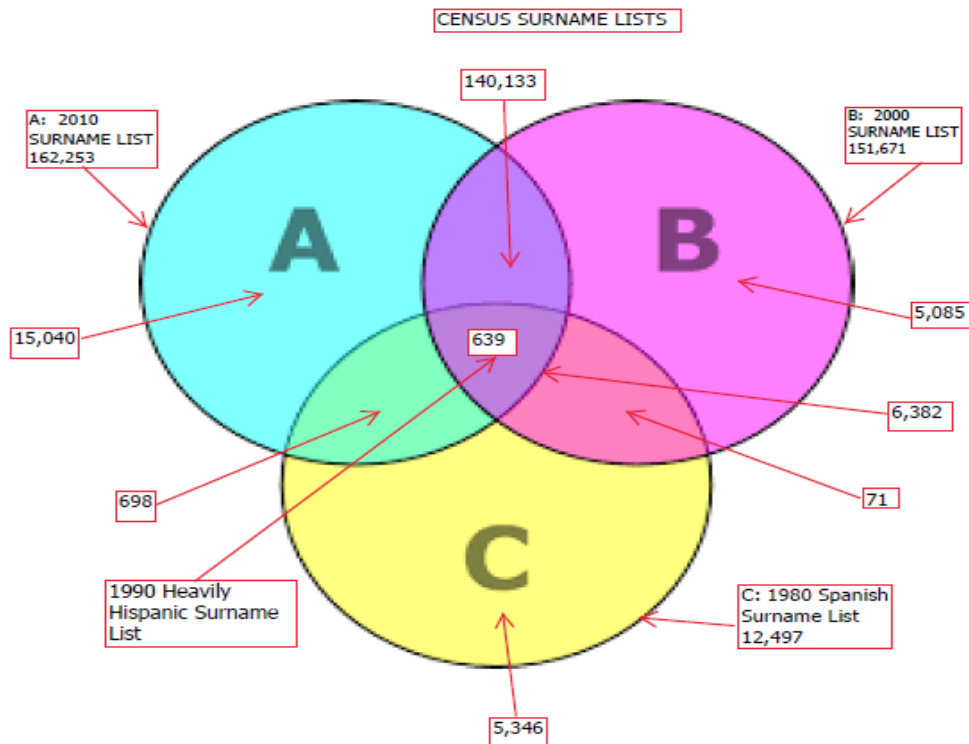 CENSUS SURNAME LISTS
140,133
A: 2010
SURNAME LIST
162,253
B: 2000
SURNAME LIST
151,671
A
B
15,040
5,085
639
6,382
698
71
C
1990 Heavily
Hispanic Surname
List
C: 1980 Spanish
Surname List
12,497
5,346